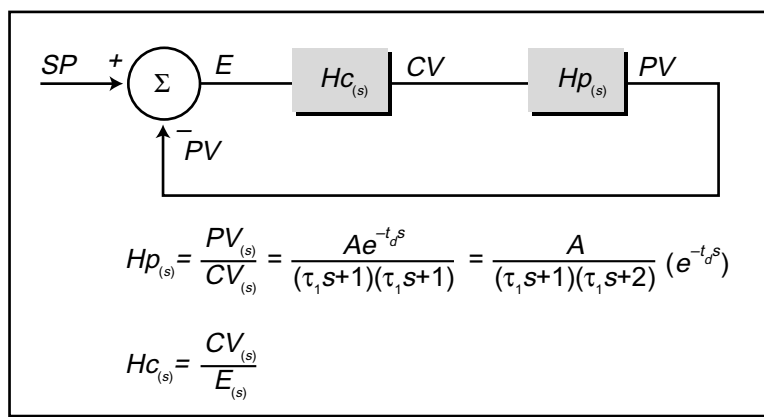 SP + Σ E Hc(s) CV Hp(s) PV
− PV
Hp(s) = PV(s) / CV(s) = Ae^(−t_d s) / (τ₁s+1)(τ₁s+1) = A / (τ₁s+1)(τ₁s+2) (e^(−t_d s))
Hc(s) = CV(s) / E(s)